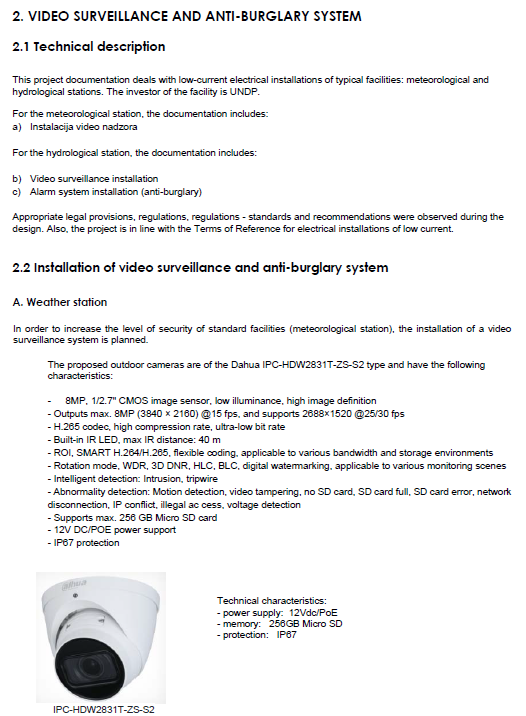 2. VIDEO SURVEILLANCE AND ANTI-BURGLARY SYSTEM
2.1 Technical description
This project documentation deals with low-current electrical installations of typical facilities: meteorological and
hydrological stations. The investor of the facility is UNDP.
For the meteorological station, the documentation includes:
a) Instalacija video nadzora
For the hydrological station, the documentation includes:
b) Video surveillance installation
c) Alarm system installation (anti-burglary)
Appropriate legal provisions, regulations, regulations - standards and recommendations were observed during the
design. Also, the project is in line with the Terms of Reference for electrical installations of low current.
2.2 Installation of video surveillance and anti-burglary system
A. Weather station
In order to increase the level of security of standard facilities (meteorological station), the installation of a video
surveillance system is planned.
The proposed outdoor cameras are of the Dahua IPC-HDW2831T-ZS-S2 type and have the following
characteristics:
- 8MP, 1/2.7" CMOS image sensor, low illuminance, high image definition
- Outputs max. 8MP (3840 × 2160) @15 fps, and supports 2688×1520 @25/30 fps
- H.265 codec, high compression rate, ultra-low bit rate
- Built-in IR LED, max IR distance: 40 m
- ROI, SMART H.264/H.265, flexible coding, applicable to various bandwidth and storage environments
- Rotation mode, WDR, 3D DNR, HLC, BLC, digital watermarking, applicable to various monitoring scenes
- Intelligent detection: Intrusion, tripwire
- Abnormality detection: Motion detection, video tampering, no SD card, SD card full, SD card error, network
disconnection, IP conflict, illegal ac cess, voltage detection
- Supports max. 256 GB Micro SD card
- 12V DC/POE power support
- IP67 protection
alhua
Technical characteristics:
- power supply: 12Vdc/PoE
- memory: 256GB Micro SD
- protection: IP67
IPC-HDW2831T-ZS-S2